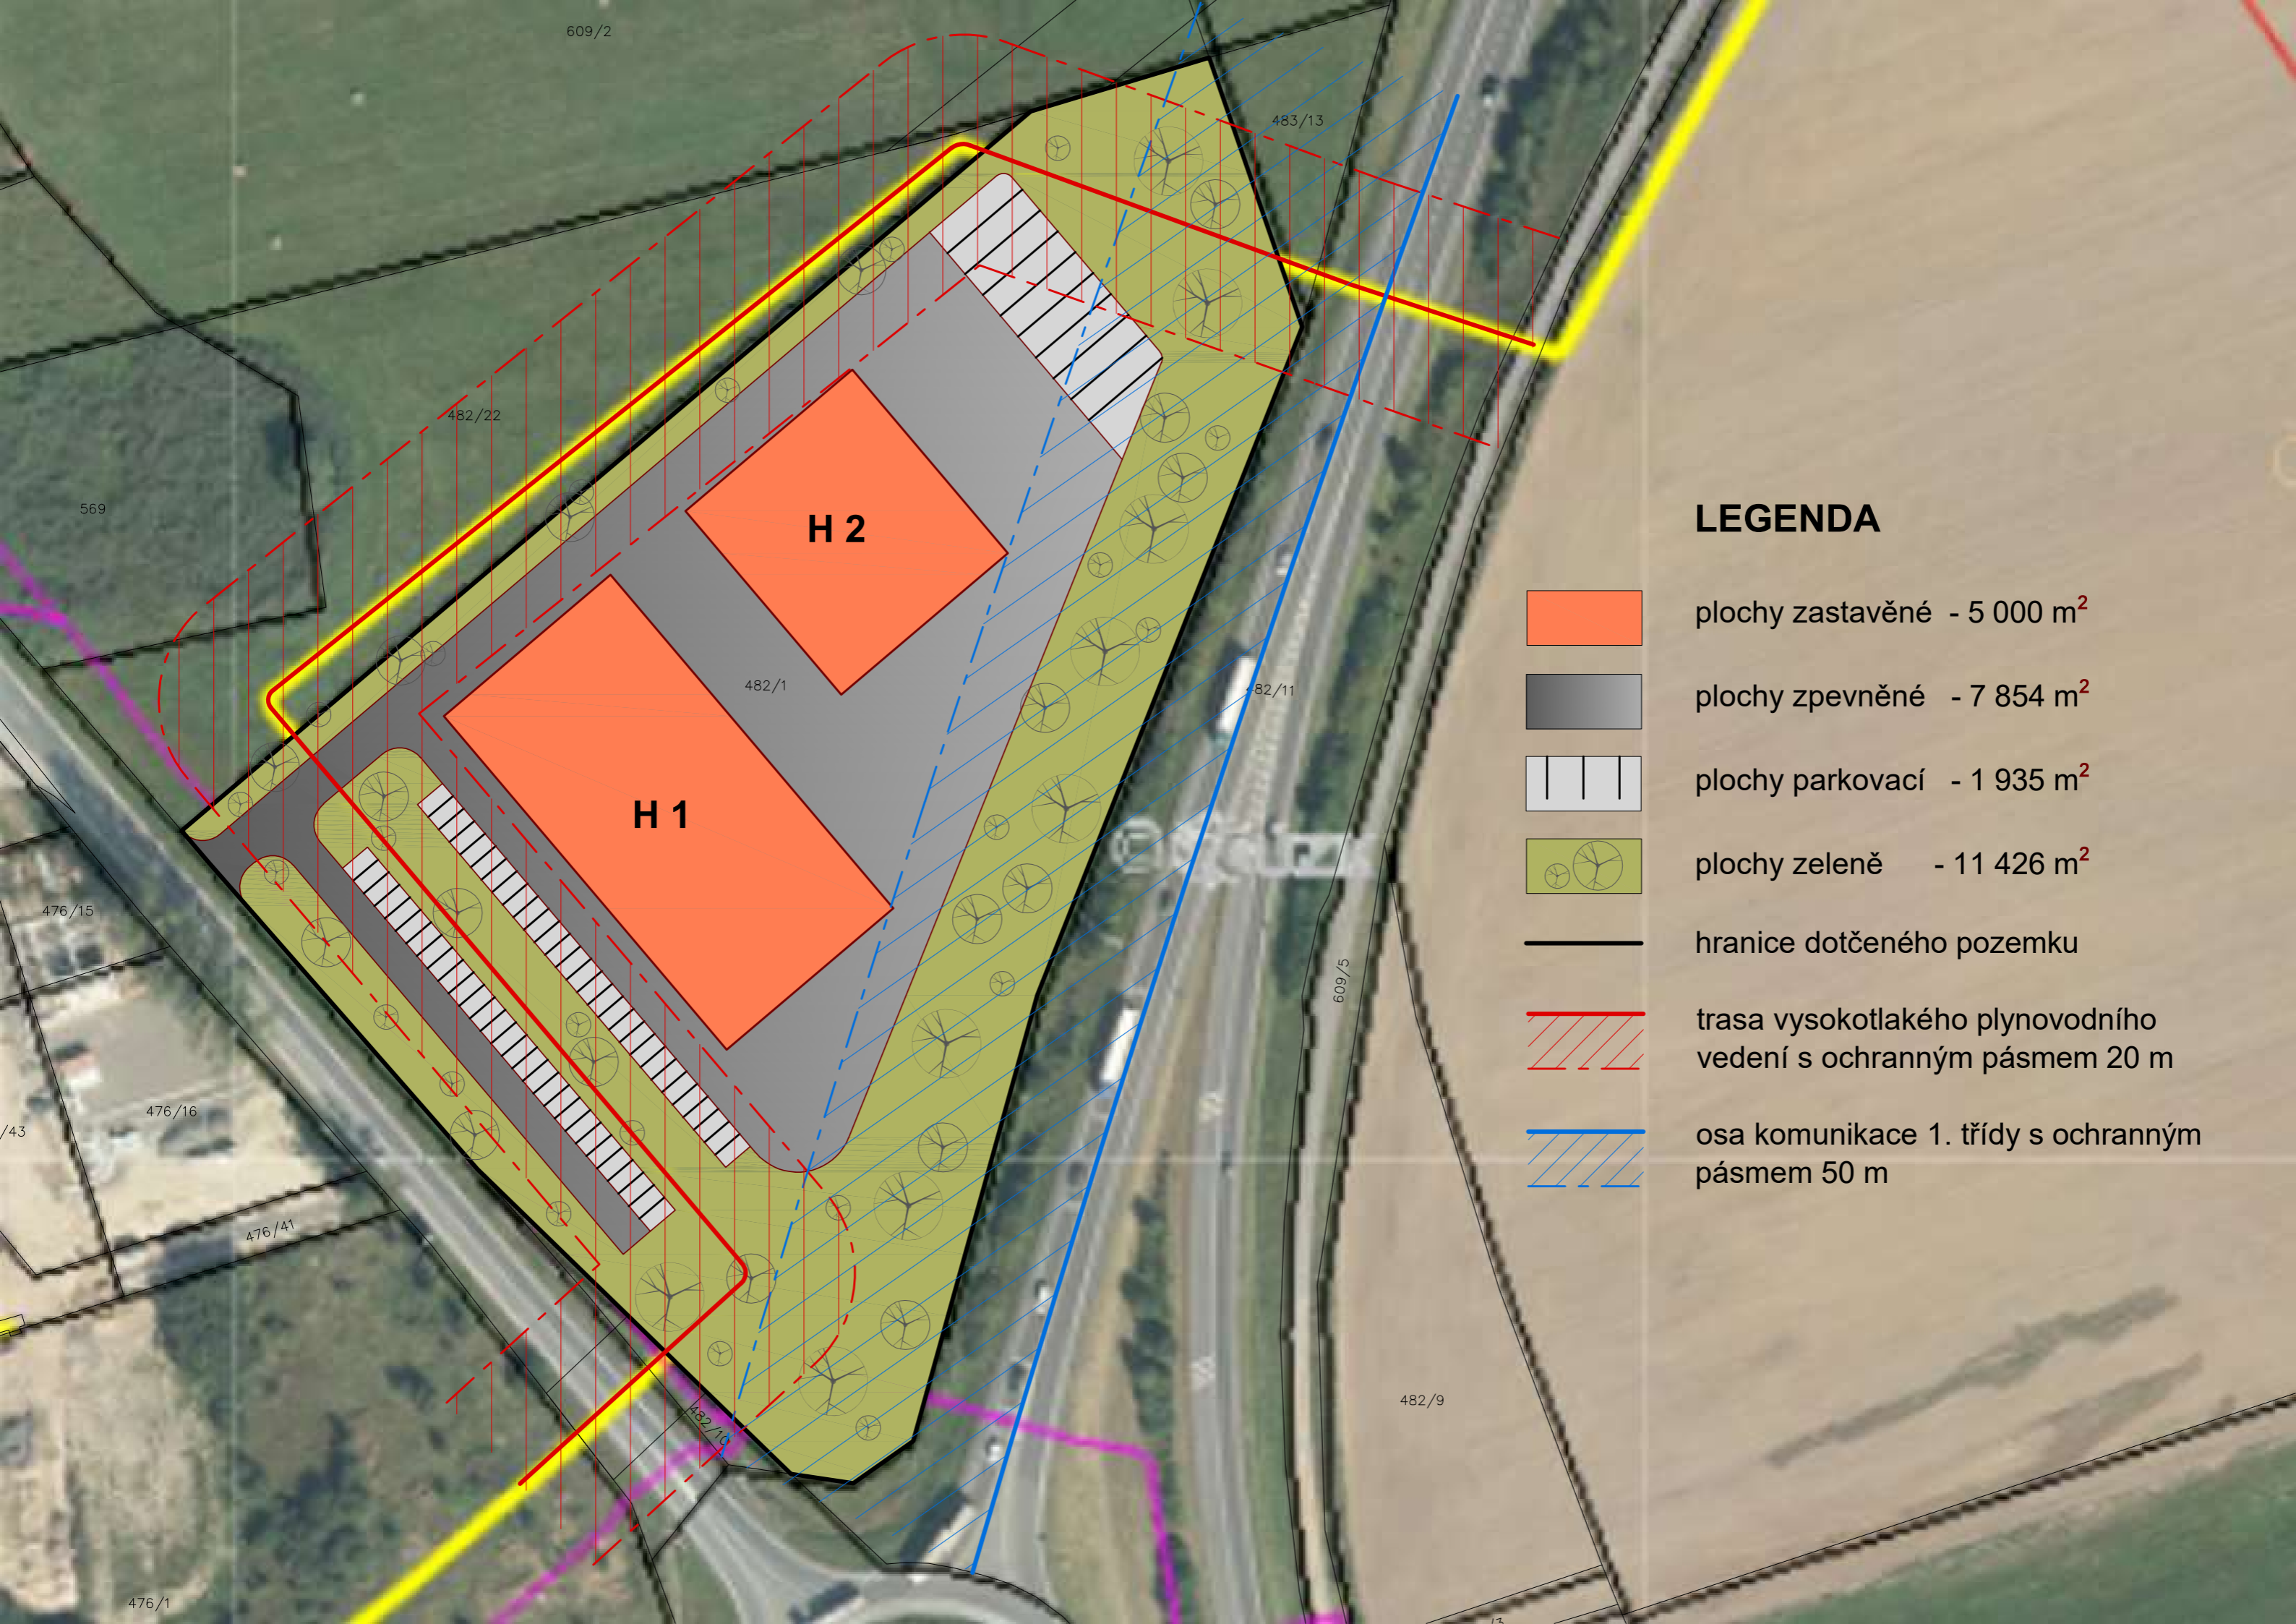 609/2
483/13
482/22
569
H 2
482/1
482/11
H 1
476/15
609/5
476/16
/43
476/41
482/10
482/9
476/1
LEGENDA
plochy zastavěné - 5 000 m²
plochy zpevněné - 7 854 m²
plochy parkovací - 1 935 m²
plochy zeleně - 11 426 m²
hranice dotčeného pozemku
trasa vysokotlakého plynovodního
vedení s ochranným pásmem 20 m
osa komunikace 1. třídy s ochranným
pásmem 50 m